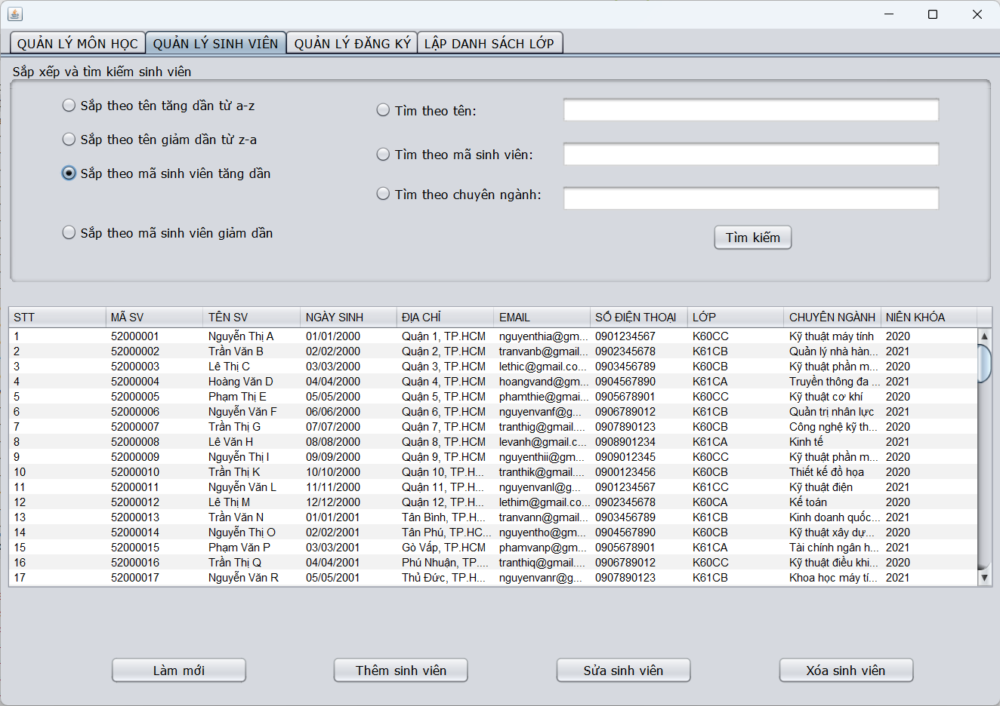 QUẢN LÝ MÔN HỌC QUẢN LÝ SINH VIÊN QUẢN LÝ ĐĂNG KÝ LẬP DANH SÁCH LỚP
Sắp xếp và tìm kiếm sinh viên
Sắp theo tên tăng dần từ a-z
Sắp theo tên giảm dần từ z-a
Sắp theo mã sinh viên tăng dần
Sắp theo mã sinh viên giảm dần
Tìm theo tên:
Tìm theo mã sinh viên:
Tìm theo chuyên ngành:
Tìm kiếm
STT MÃ SV TÊN SV NGÀY SINH ĐỊA CHỈ EMAIL SỐ ĐIỆN THOẠI LỚP CHUYÊN NGÀNH NIÊN KHÓA
1 52000001 Nguyễn Thị A 01/01/2000 Quận 1, TP.HCM nguyenthia@gm... 0901234567 K60CC Kỹ thuật máy tính 2020
2 52000002 Trần Văn B 02/02/2000 Quận 2, TP.HCM tranvanb@gmail... 0902345678 K61CB Quản lý nhà hàn... 2021
3 52000003 Lê Thị C 03/03/2000 Quận 3, TP.HCM lethic@gmail.co... 0903456789 K60CB Kỹ thuật phần m... 2020
4 52000004 Hoàng Văn D 04/04/2000 Quận 4, TP.HCM hoangvand@gm... 0904567890 K61CA Truyền thông đa ... 2021
5 52000005 Phạm Thị E 05/05/2000 Quận 5, TP.HCM phamthie@gmai... 0905678901 K60CC Kỹ thuật cơ khí 2020
6 52000006 Nguyễn Văn F 06/06/2000 Quận 6, TP.HCM nguyenvanf@g... 0906789012 K61CB Quản trị nhân lực 2021
7 52000007 Trần Thị G 07/07/2000 Quận 7, TP.HCM tranthig@gmail.... 0907890123 K60CB Công nghệ kỹ th... 2020
8 52000008 Lê Văn H 08/08/2000 Quận 8, TP.HCM levanh@gmail.c... 0908901234 K61CA Kinh tế 2021
9 52000009 Nguyễn Thị I 09/09/2000 Quận 9, TP.HCM nguyenthii@gm... 0909012345 K60CC Kỹ thuật phần m... 2020
10 52000010 Trần Thị K 10/10/2000 Quận 10, TP.H... tranthik@gmail.... 0900123456 K60CB Thiết kế đồ họa 2020
11 52000011 Nguyễn Văn L 11/11/2000 Quận 11, TP.H... nguyenvanl@g... 0901234567 K61CC Kỹ thuật điện 2021
12 52000012 Lê Thị M 12/12/2000 Quận 12, TP.H... lethim@gmail.co... 0902345678 K60CA Kế toán 2020
13 52000013 Trần Văn N 01/01/2001 Tân Bình, TP.H... tranvann@gmail... 0903456789 K61CB Kinh doanh quốc... 2021
14 52000014 Nguyễn Thị O 02/02/2001 Tân Phú, TP.HC... nguyentho@gm... 0904567890 K60CB Kỹ thuật xây dự... 2020
15 52000015 Phạm Văn P 03/03/2001 Gò Vấp, TP.HCM phamvanp@gm... 0905678901 K61CA Tài chính ngân h... 2021
16 52000016 Trần Thị Q 04/04/2001 Phú Nhuận, TP.... tranthiq@gmail.... 0906789012 K60CC Kỹ thuật điều khi... 2020
17 52000017 Nguyễn Văn R 05/05/2001 Thủ Đức, TP.H... nguyenvanr@g... 0907890123 K61CB Khoa học máy tí... 2021
Làm mới Thêm sinh viên Sửa sinh viên Xóa sinh viên